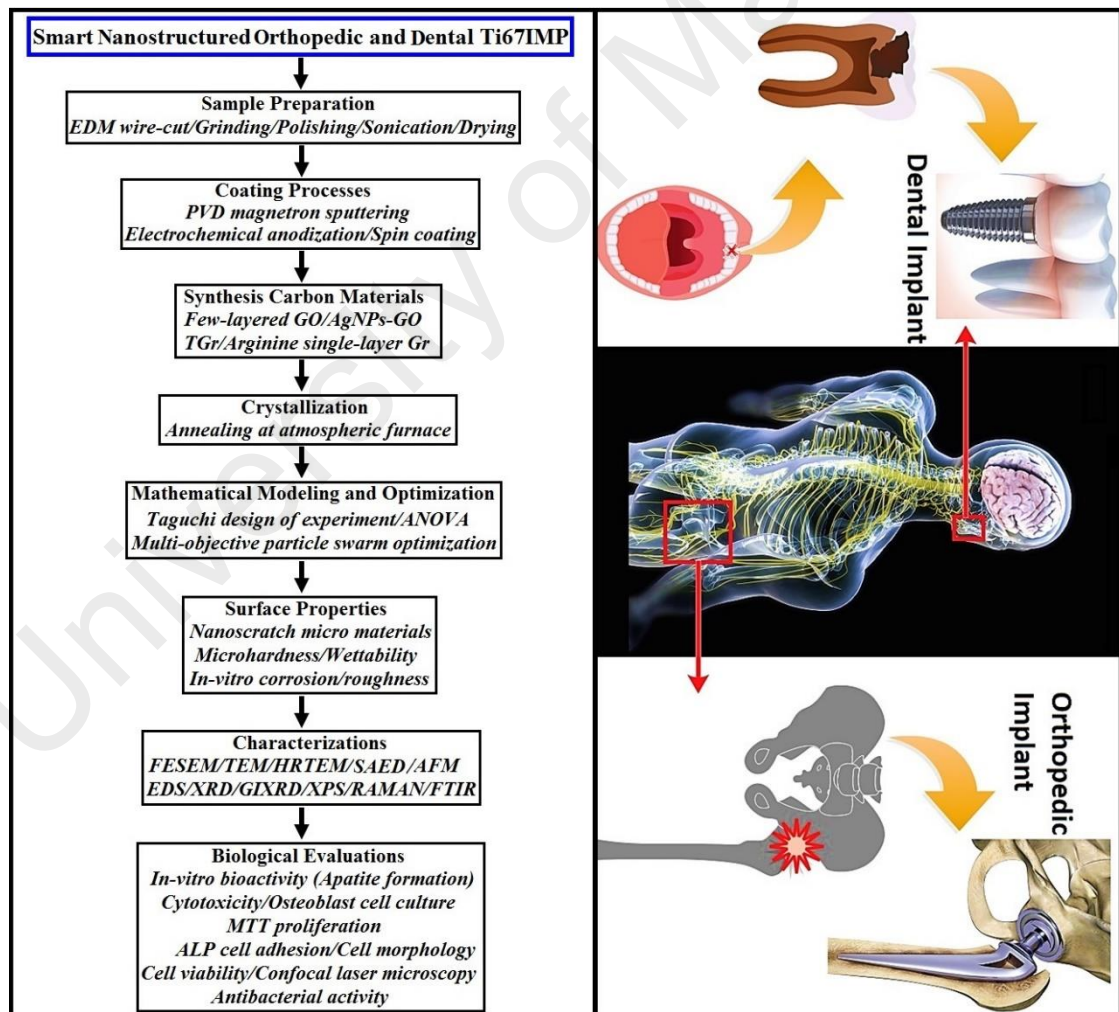 Smart Nanostructured Orthopedic and Dental Ti67IMP
Sample Preparation
EDM wire-cut/Grinding/Polishing/Sonication/Drying
Coating Processes
PVD magnetron sputtering
Electrochemical anodization/Spin coating
Synthesis Carbon Materials
Few-layered GO/AgNPs-GO
TGr/Arginine single-layer Gr
Crystallization
Annealing at atmospheric furnace
Mathematical Modeling and Optimization
Taguchi design of experiment/ANOVA
Multi-objective particle swarm optimization
Surface Properties
Nanoscratch micro materials
Microhardness/Wettability
In-vitro corrosion/roughness
Characterizations
FESEM/TEM/HRTEM/SAED/AFM
EDS/XRD/GIXRD/XPS/RAMAN/FTIR
Biological Evaluations
In-vitro bioactivity (Apatite formation)
Cytotoxicity/Osteoblast cell culture
MTT proliferation
ALP cell adhesion/Cell morphology
Cell viability/Confocal laser microscopy
Antibacterial activity
Dental Implant
Orthopedic
Implant
University of Ma